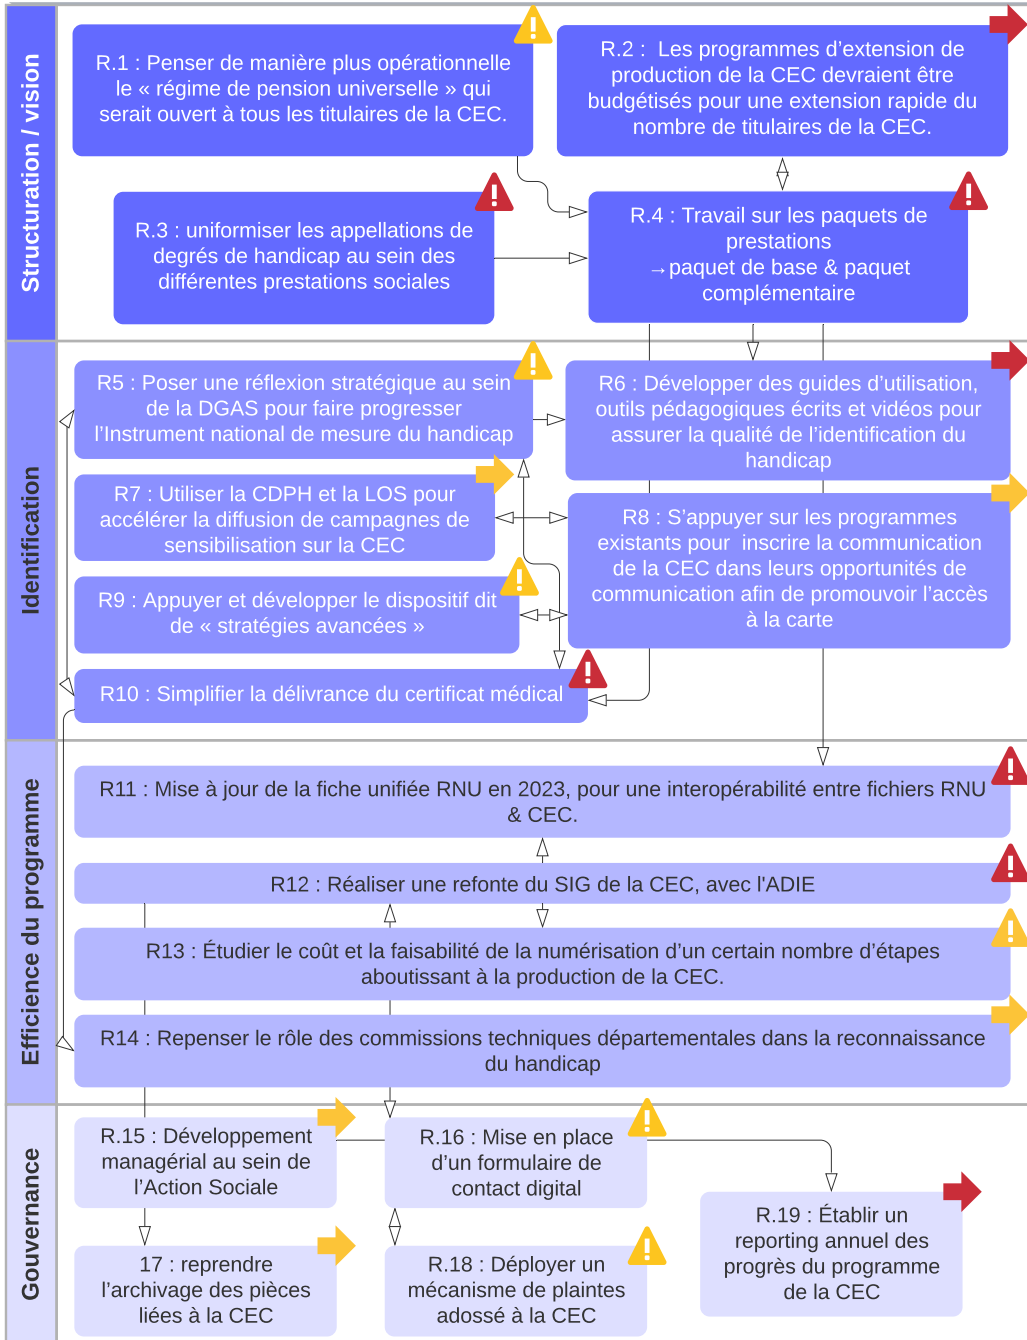 Structuration / vision
R.1 : Penser de manière plus opérationnelle
le « régime de pension universelle » qui
serait ouvert à tous les titulaires de la CEC.
R.2 :  Les programmes d’extension de
production de la CEC devraient être
budgétisés pour une extension rapide du
nombre de titulaires de la CEC.
R.3 : uniformiser les appellations de
degrés de handicap au sein des
différentes prestations sociales
R.4 : Travail sur les paquets de
prestations
→paquet de base & paquet
complémentaire
Identification
R5 : Poser une réflexion stratégique au sein
de la DGAS pour faire progresser
l’Instrument national de mesure du handicap
R6 : Développer des guides d’utilisation,
outils pédagogiques écrits et vidéos pour
assurer la qualité de l’identification du
handicap
R7 : Utiliser la CDPH et la LOS pour
accélérer la diffusion de campagnes de
sensibilisation sur la CEC
R8 : S’appuyer sur les programmes
existants pour  inscrire la communication
de la CEC dans leurs opportunités de
communication afin de promouvoir l’accès
à la carte
R9 : Appuyer et développer le dispositif dit
de « stratégies avancées »
R10 : Simplifier la délivrance du certificat médical
Efficience du programme
R11 : Mise à jour de la fiche unifiée RNU en 2023, pour une interopérabilité entre fichiers RNU
& CEC.
R12 : Réaliser une refonte du SIG de la CEC, avec l'ADIE
R13 : Étudier le coût et la faisabilité de la numérisation d’un certain nombre d’étapes
aboutissant à la production de la CEC.
R14 : Repenser le rôle des commissions techniques départementales dans la reconnaissance
du handicap
Gouvernance
R.15 : Développement
managérial au sein de
l’Action Sociale
R.16 : Mise en place
d’un formulaire de
contact digital
17 : reprendre
l’archivage des pièces
liées à la CEC
R.18 : Déployer un
mécanisme de plaintes
adossé à la CEC
R.19 : Établir un
reporting annuel des
progrès du programme
de la CEC